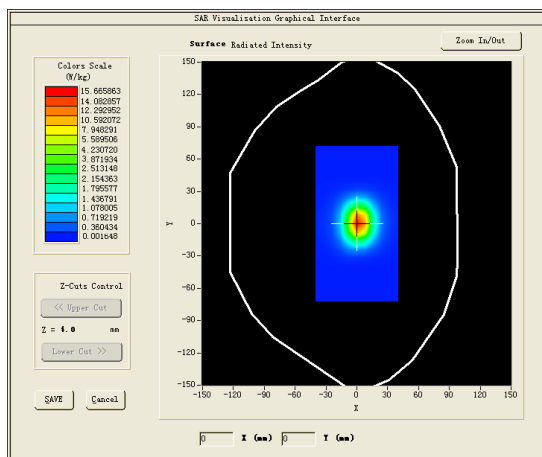 SAR Visualisation Graphical Interface
Surface Radiated Intensity
Zoom In/Out
Colors Scale
(W/kg)
15.665863
14.082857
12.292952
10.592072
7.948291
5.589506
4.230720
3.871934
2.513148
2.154363
1.795577
1.436791
1.078005
0.719219
0.360434
0.001648
Z-Cuts Control
<< Upper Cut
Z = 4.0 mm
Lower Cut >>
SAVE
Cancel
150
120
90
60
30
0
-30
-60
-90
-120
-150
Y
-150 -120 -90 -60 -30 0 30 60 90 120 150
X
0 X (mm) 0 Y (mm)